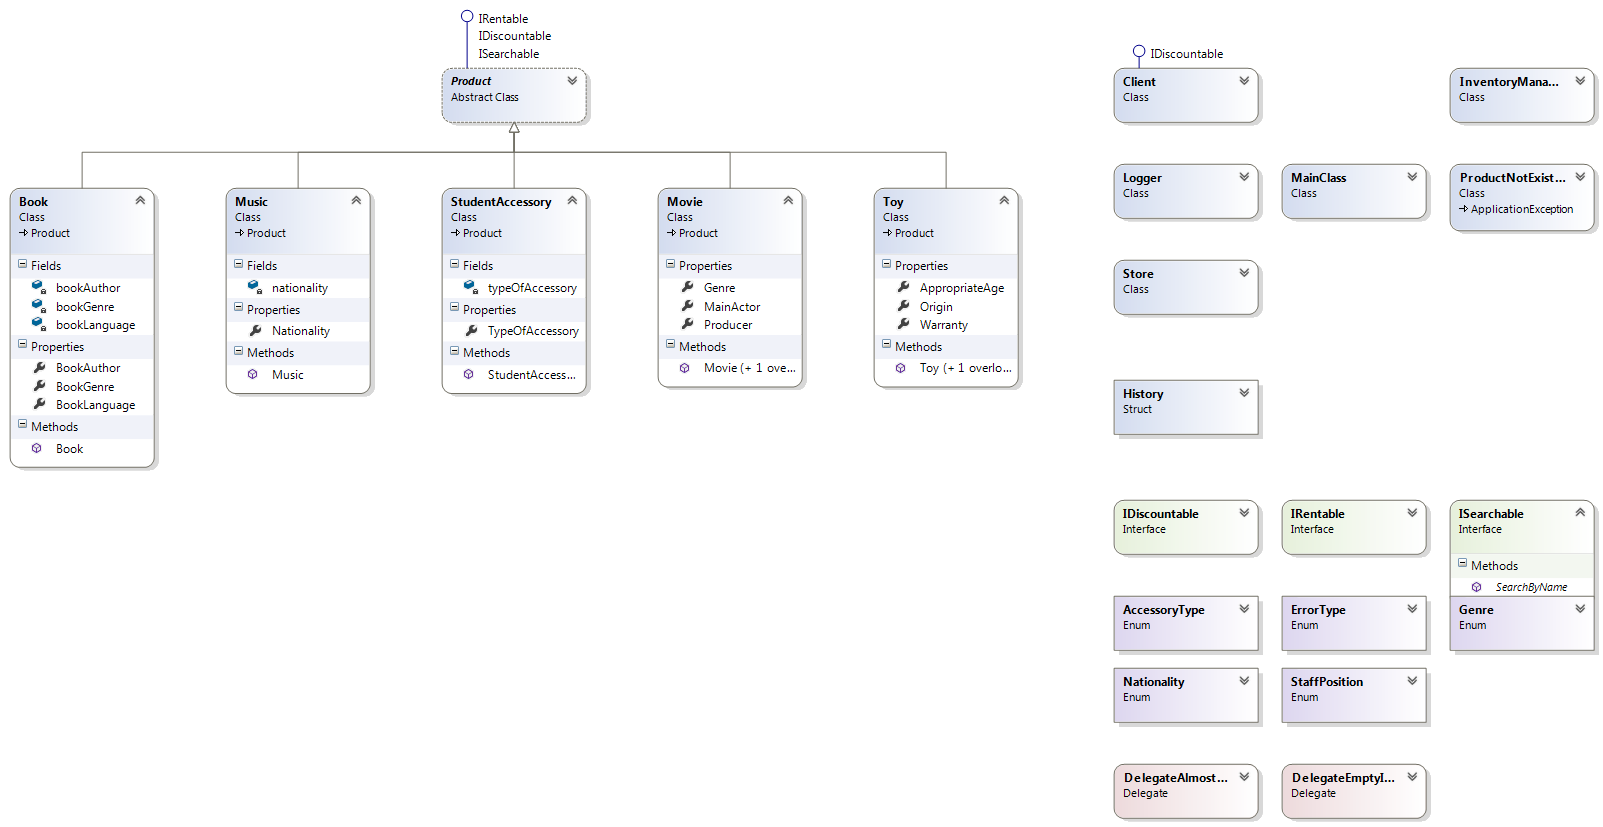 IRentable
IDiscountable
ISearchable
Product
Abstract Class
Book
Class
Product
Fields
bookAuthor
bookGenre
bookLanguage
Properties
BookAuthor
BookGenre
BookLanguage
Methods
Book
Music
Class
Product
Fields
nationality
Properties
Nationality
Methods
Music
StudentAccessory
Class
Product
Fields
typeOfAccessory
Properties
TypeOfAccessory
Methods
StudentAccess...
Movie
Class
Product
Properties
Genre
MainActor
Producer
Methods
Movie (+ 1 ove...
Toy
Class
Product
Properties
AppropriateAge
Origin
Warranty
Methods
Toy (+ 1 overlo...
IDiscountable
Client
Class
InventoryMana...
Class
Logger
Class
MainClass
Class
ProductNotExist...
Class
ApplicationException
Store
Class
History
Struct
IDiscountable
Interface
IRentable
Interface
ISearchable
Interface
Methods
SearchByName
AccessoryType
Enum
ErrorType
Enum
Genre
Enum
Nationality
Enum
StaffPosition
Enum
DelegateAlmost...
Delegate
DelegateEmptyI...
Delegate